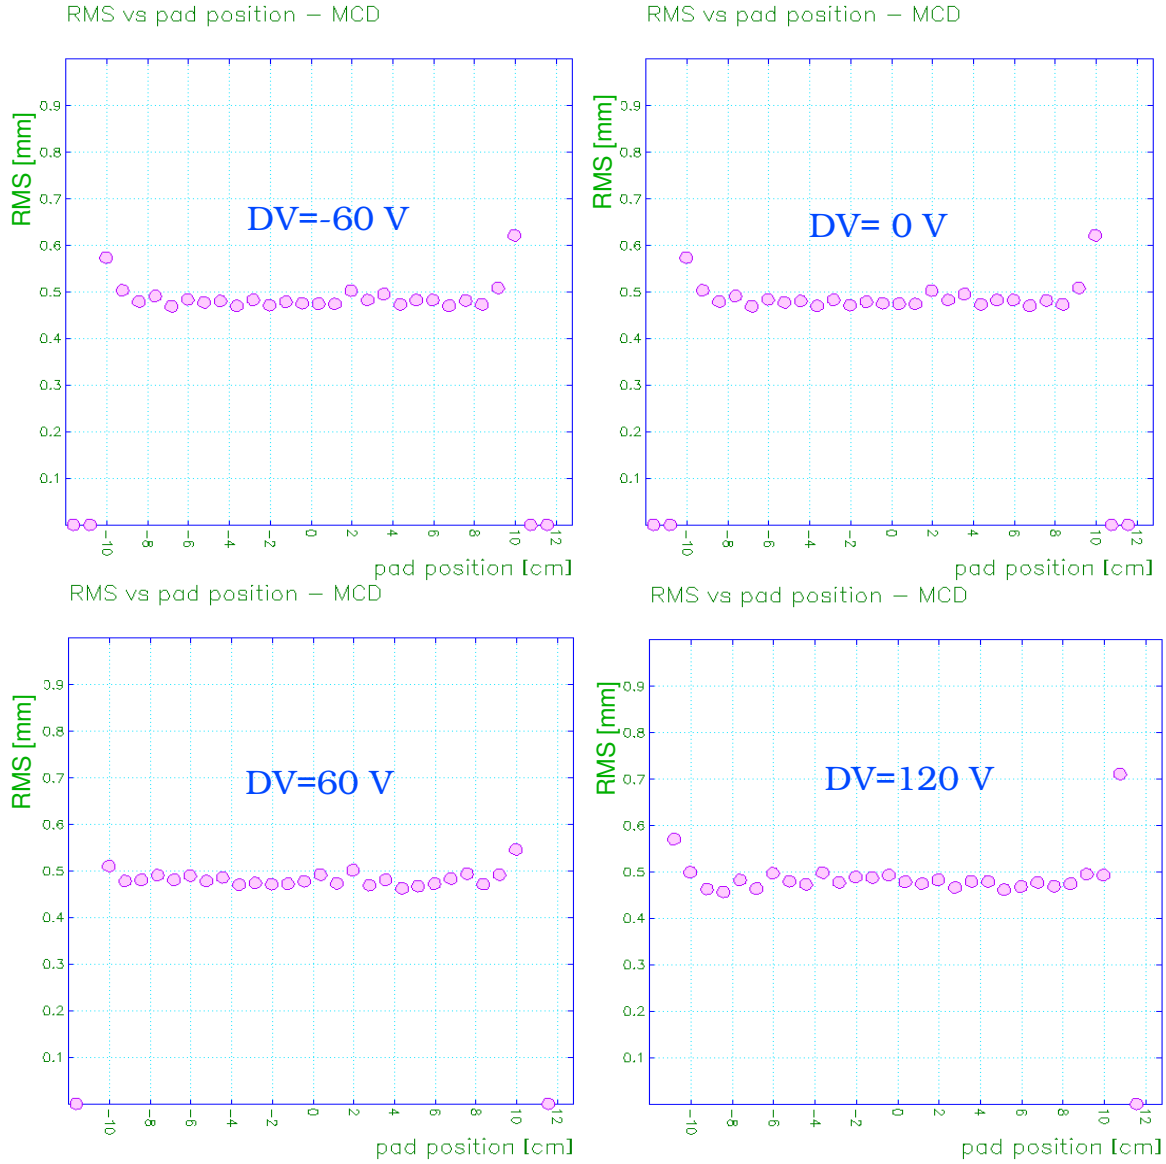 RMS vs pad position – MCD
RMS [mm]
0.9
0.8
0.7
0.6
0.5
0.4
0.3
0.2
0.1
DV=-60 V
-10 -8 -6 -4 -2 0 2 4 6 8 10 12
pad position [cm]
RMS vs pad position – MCD
RMS [mm]
0.9
0.8
0.7
0.6
0.5
0.4
0.3
0.2
0.1
DV= 0 V
-10 -8 -6 -4 -2 0 2 4 6 8 10 12
pad position [cm]
RMS vs pad position – MCD
RMS [mm]
0.9
0.8
0.7
0.6
0.5
0.4
0.3
0.2
0.1
DV=60 V
-10 -8 -6 -4 -2 0 2 4 6 8 10 12
pad position [cm]
RMS vs pad position – MCD
RMS [mm]
0.9
0.8
0.7
0.6
0.5
0.4
0.3
0.2
0.1
DV=120 V
-10 -8 -6 -4 -2 0 2 4 6 8 10 12
pad position [cm]